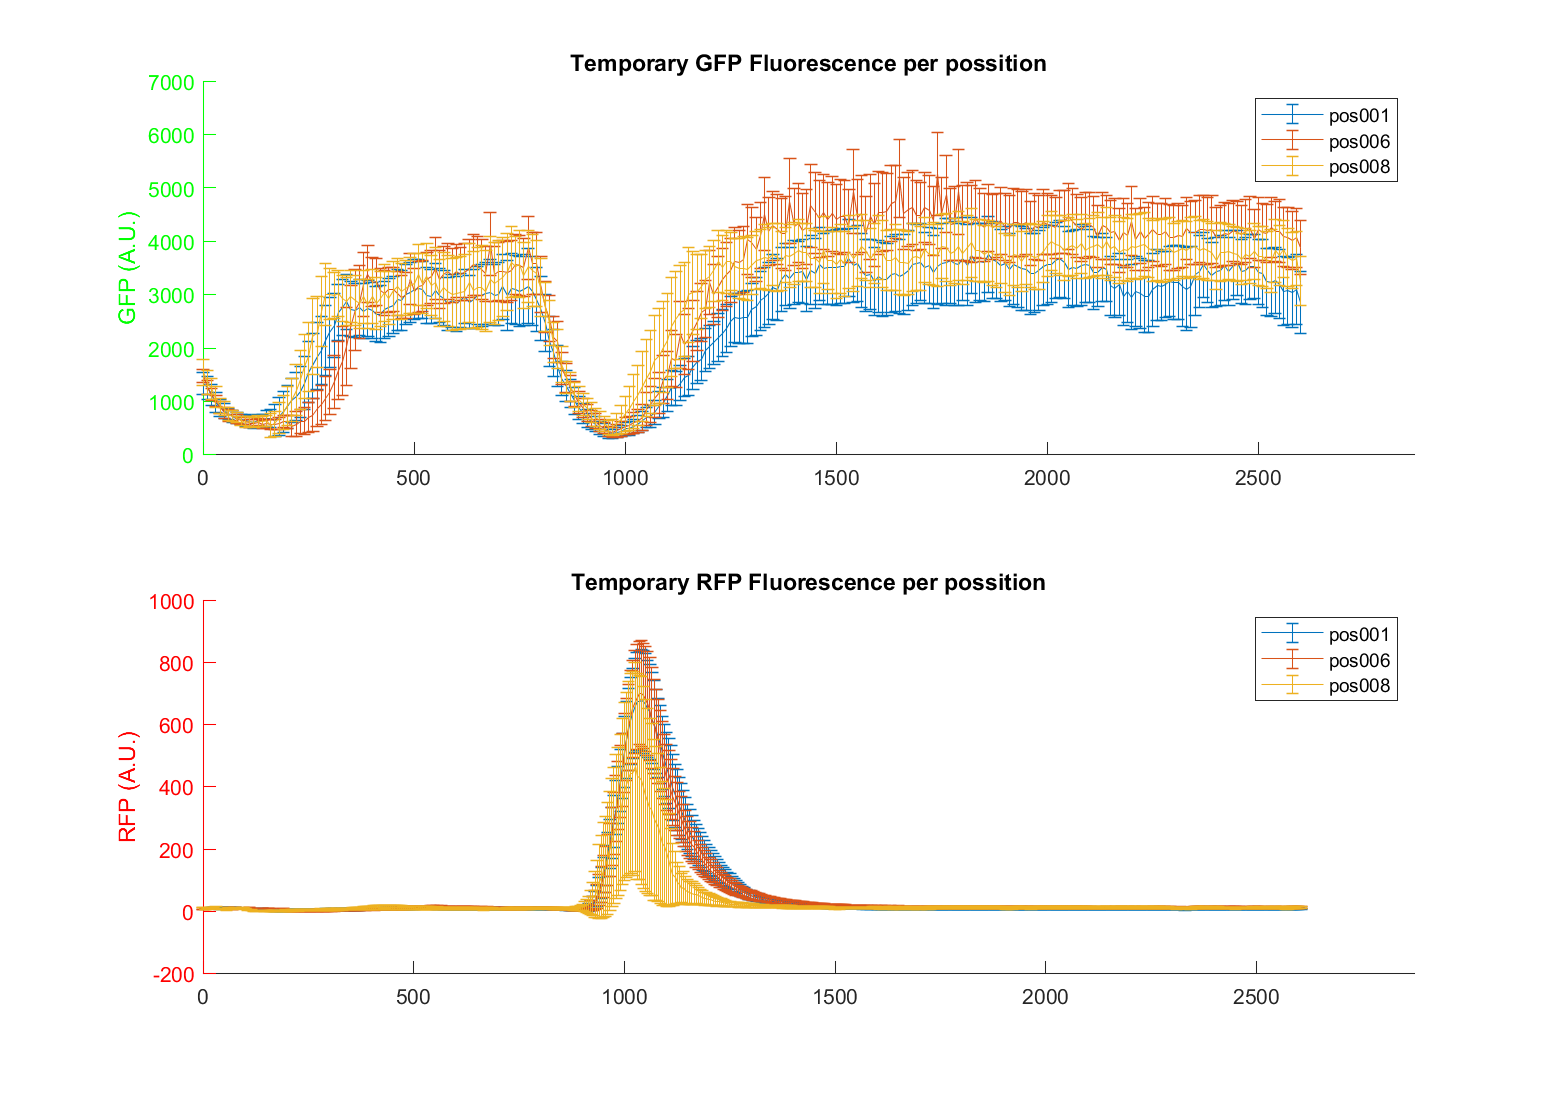 Temporary GFP Fluorescence per possition
7000
6000
5000
4000
3000
2000
1000
0
GFP (A.U.)
0 500 1000 1500 2000 2500
pos001
pos006
pos008
Temporary RFP Fluorescence per possition
1000
800
600
400
200
0
-200
RFP (A.U.)
0 500 1000 1500 2000 2500
pos001
pos006
pos008